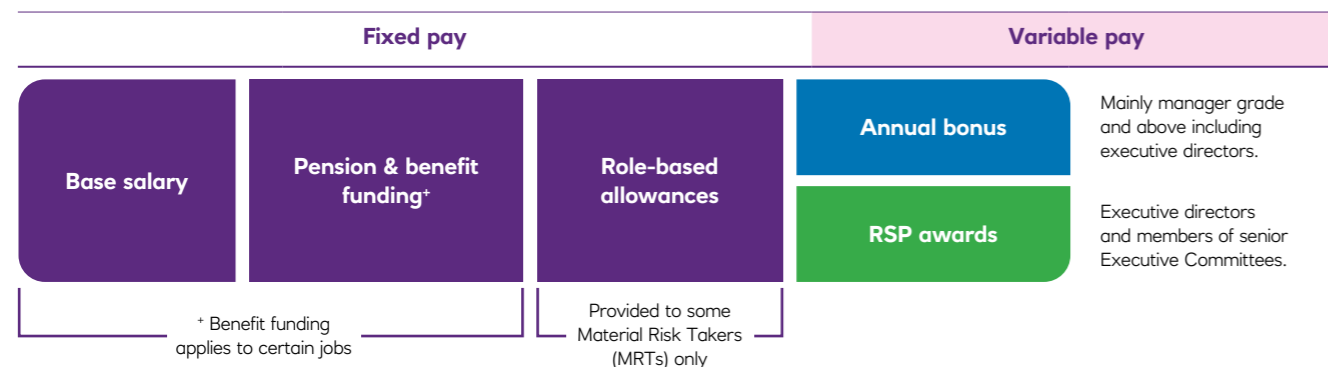 Fixed pay
Variable pay
Base salary
Pension & benefit
funding+
Role-based
allowances
Annual bonus
Mainly manager grade
and above including
executive directors.
RSP awards
Executive directors
and members of senior
Executive Committees.
+ Benefit funding
applies to certain jobs
Provided to some
Material Risk Takers
(MRTs) only